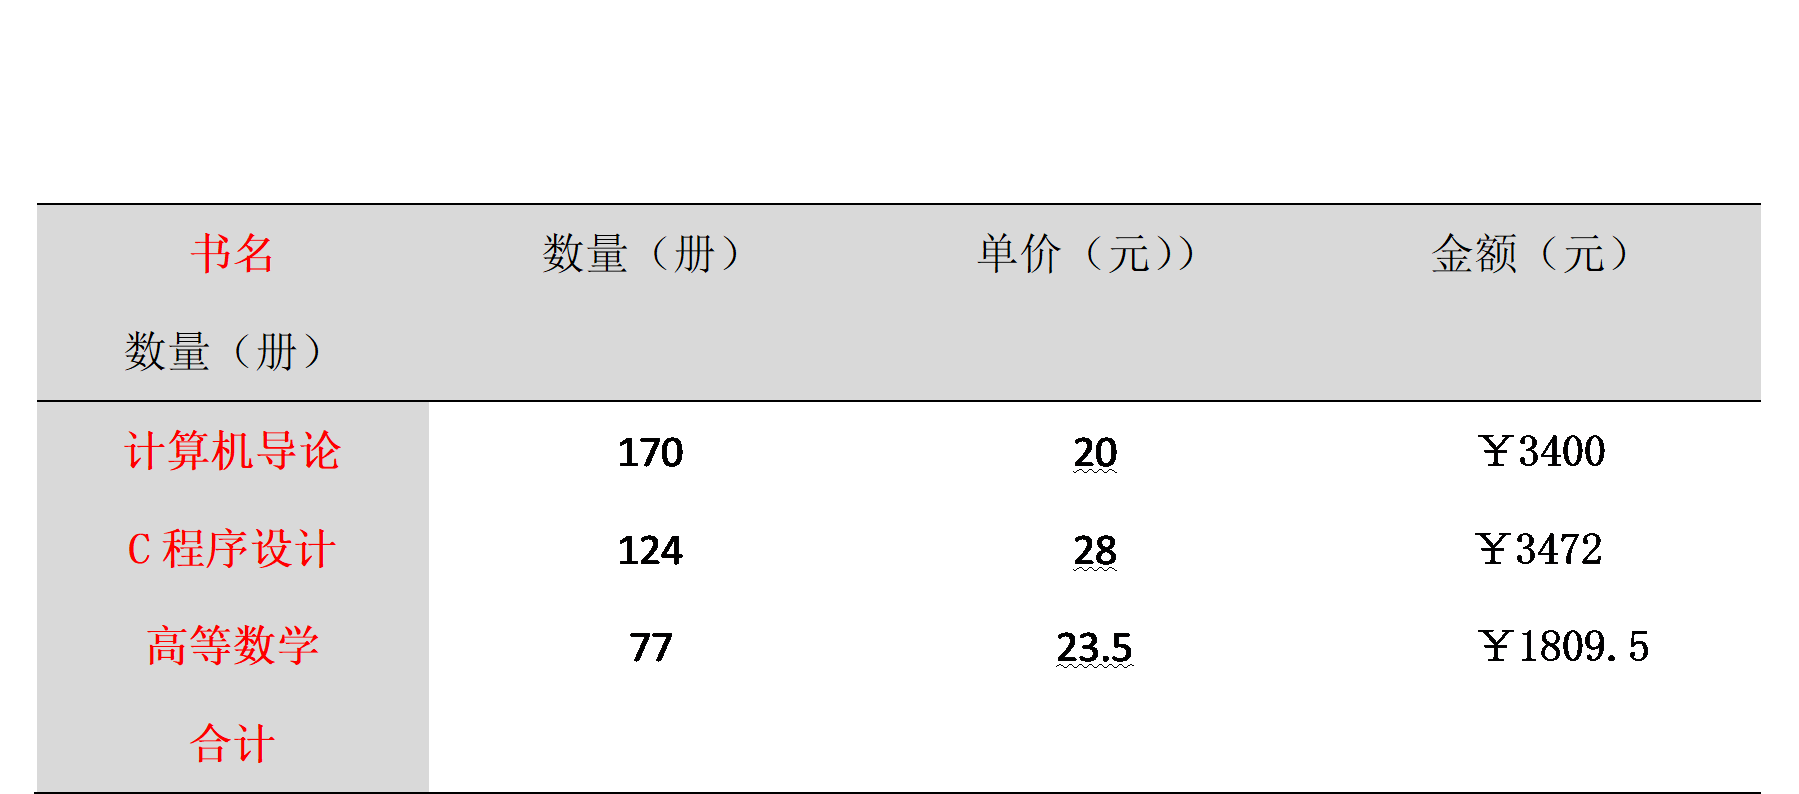 书名 数量（册） 单价（元）） 金额（元）
数量（册）
计算机导论 170 20 ￥3400
C 程序设计 124 28 ￥3472
高等数学 77 23.5 ￥1809.5
合计